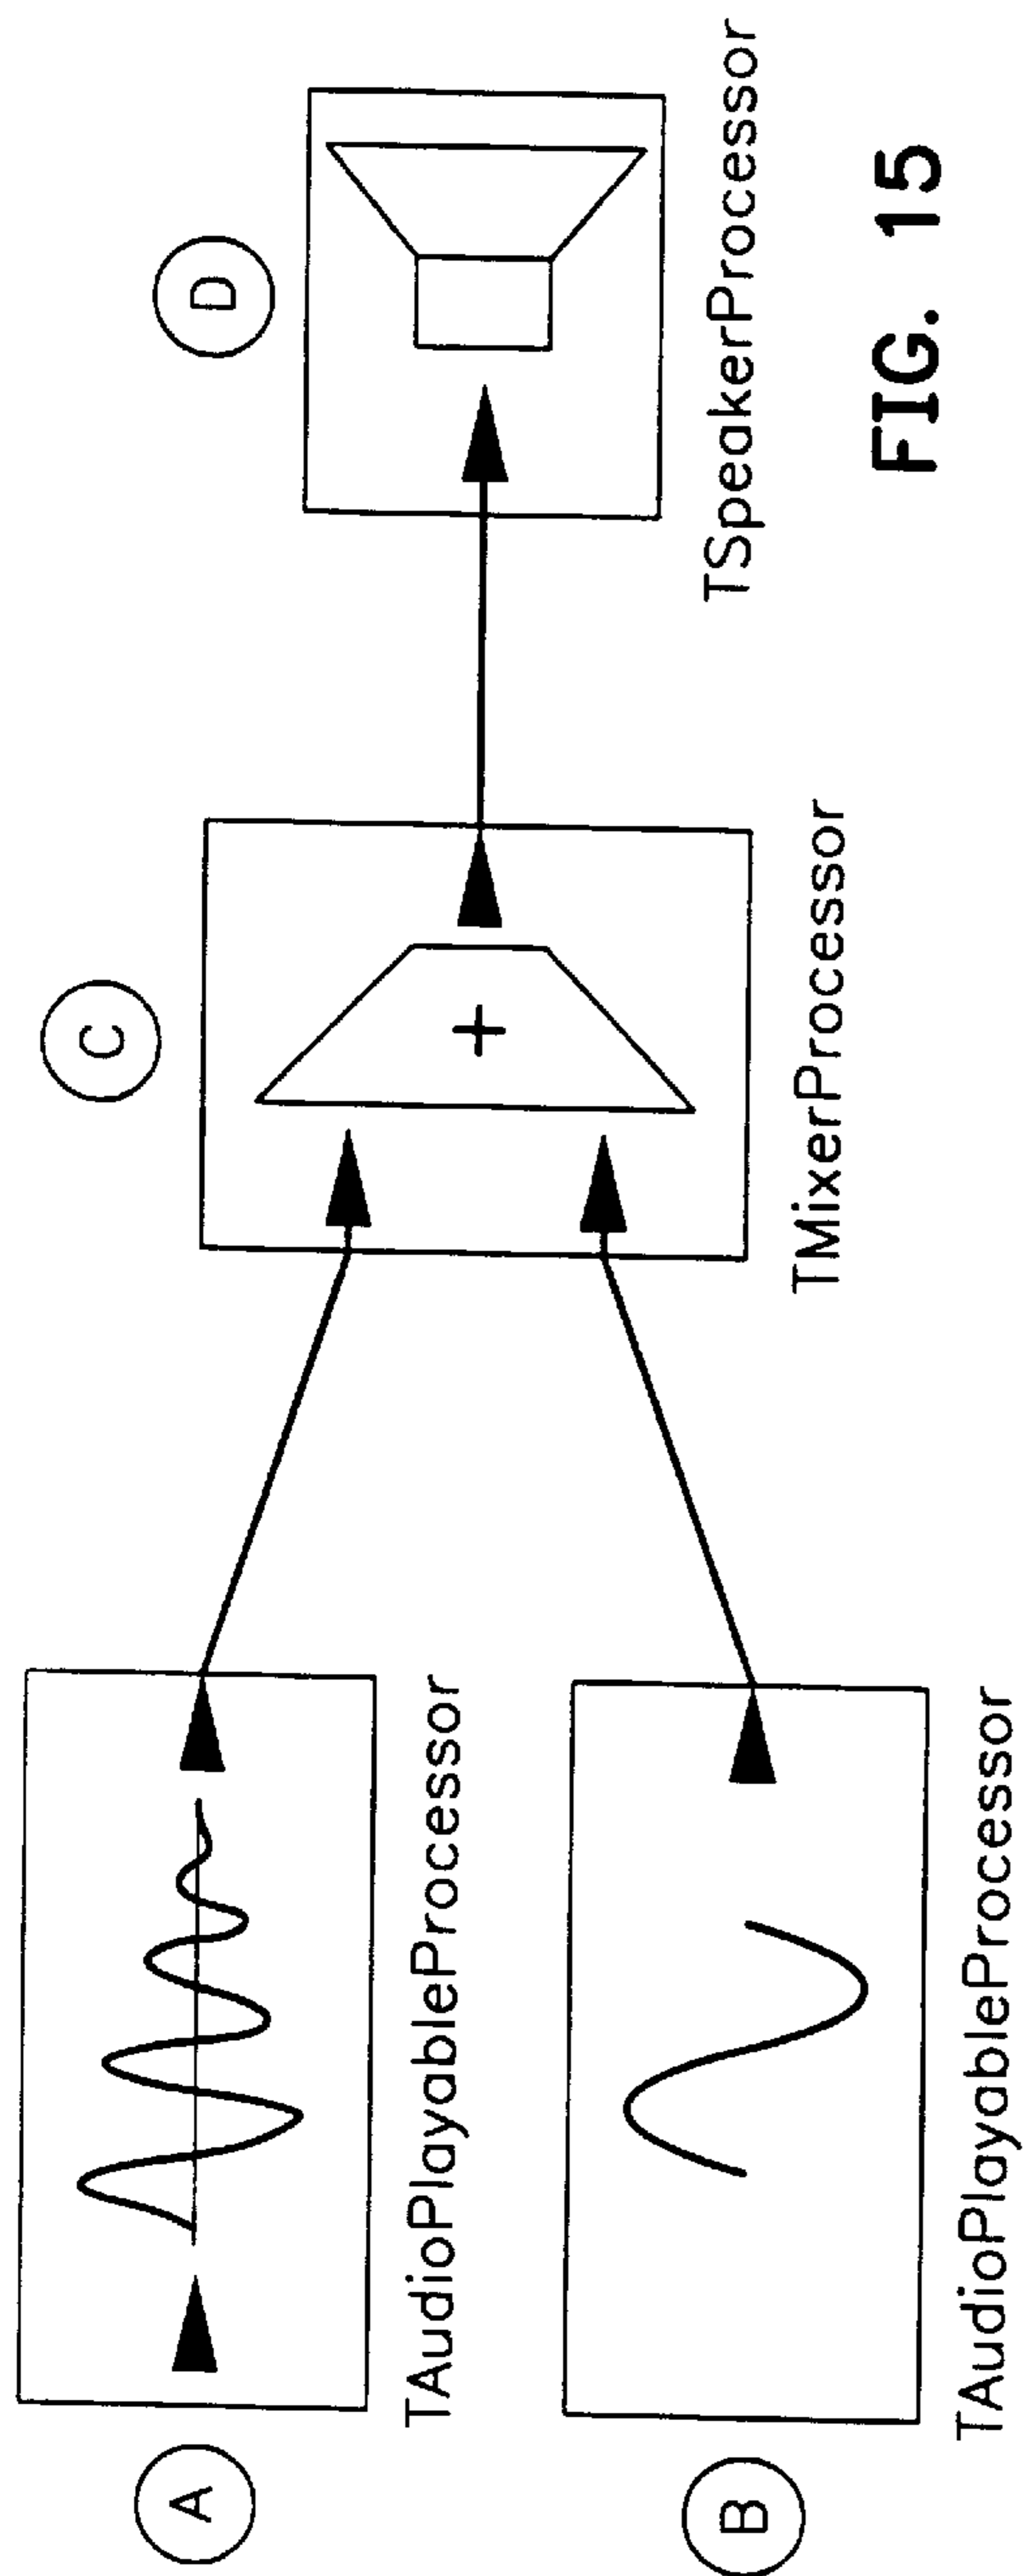 A
TAudioPlayableProcessor
B
TAudioPlayableProcessor
C
+
TMixerProcessor
D
TSpeakerProcessor
FIG. 15